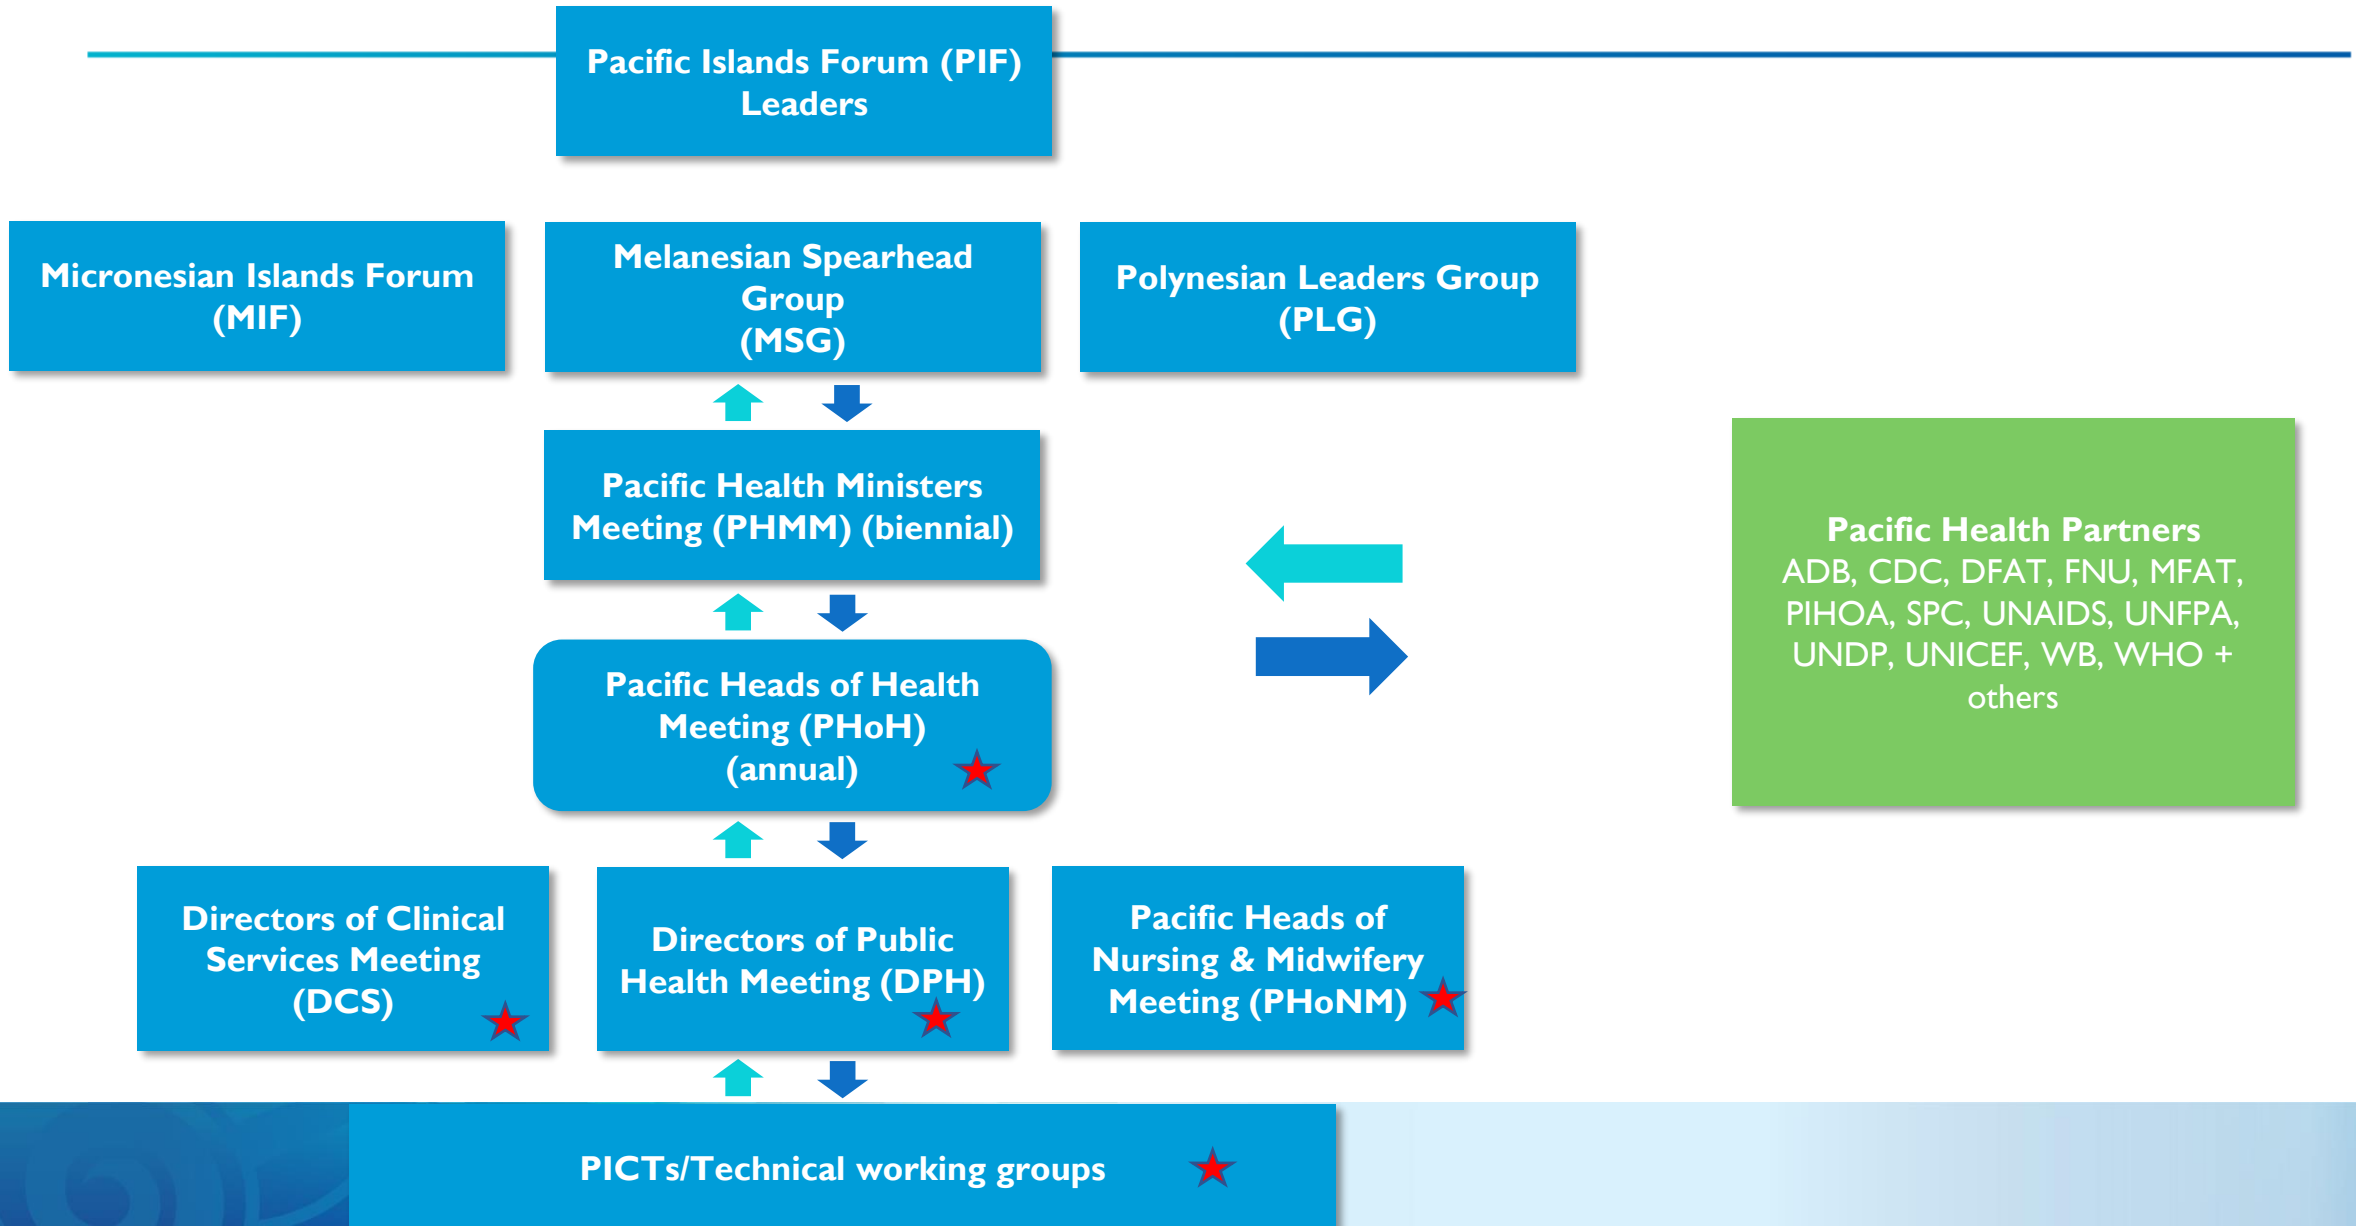 Pacific Islands Forum (PIF)
Leaders
Micronesian Islands Forum
(MIF)
Melanesian Spearhead
Group
(MSG)
Polynesian Leaders Group
(PLG)
Pacific Health Ministers
Meeting (PHMM) (biennial)
Pacific Health Partners
ADB, CDC, DFAT, FNU, MFAT,
PIHOA, SPC, UNAIDS, UNFPA,
UNDP, UNICEF, WB, WHO +
others
Pacific Heads of Health
Meeting (PHoH)
(annual)
Directors of Clinical
Services Meeting
(DCS)
Directors of Public
Health Meeting (DPH)
Pacific Heads of
Nursing & Midwifery
Meeting (PHoNM)
PICTs/Technical working groups